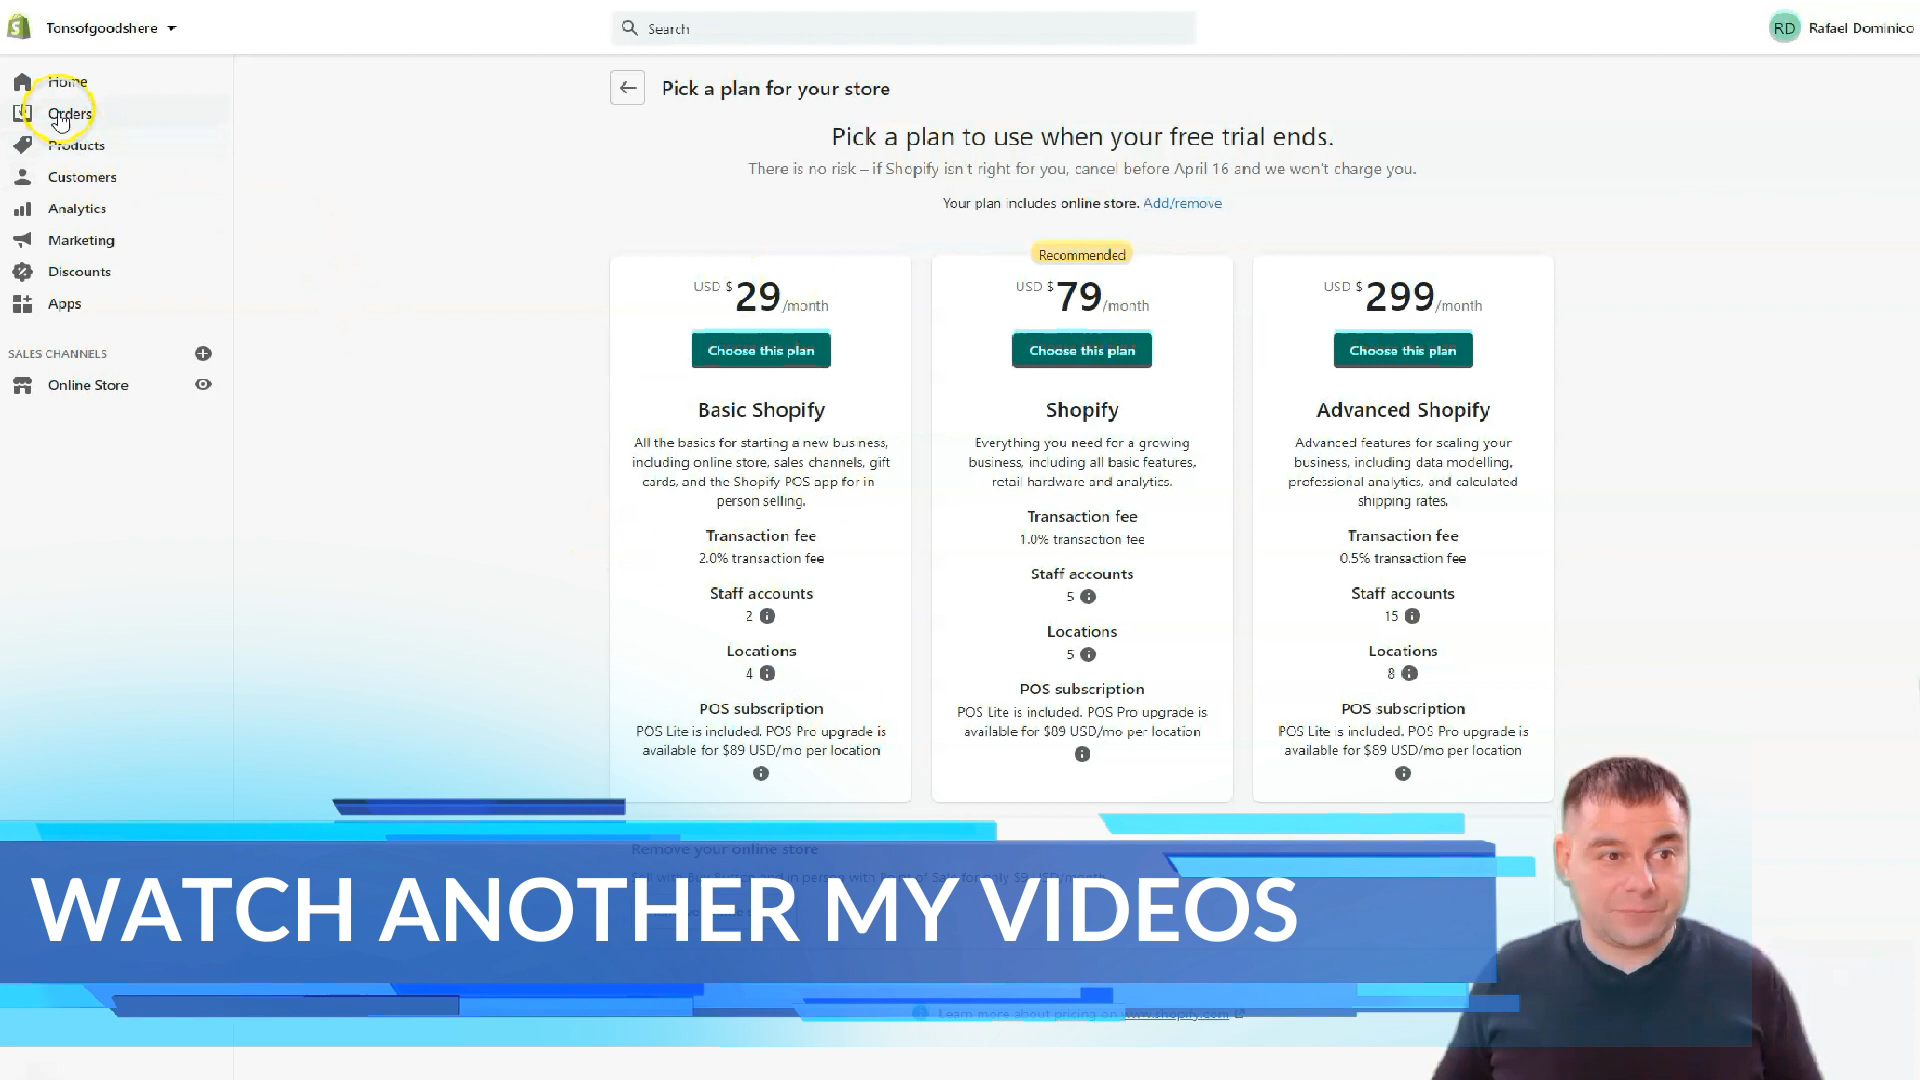 Tonsofgoodshere
Search
RD
Rafael Dominico
Home
Orders
Products
Customers
Analytics
Marketing
Discounts
Apps
SALES CHANNELS
Online Store
Pick a plan for your store
Pick a plan to use when your free trial ends.
There is no risk – if Shopify isn't right for you, cancel before April 16 and we won't charge you.
Your plan includes online store. Add/remove
USD $ 29/month
Choose this plan
Basic Shopify
All the basics for starting a new business,
including online store, sales channels, gift
cards, and the Shopify POS app for in
person selling.
Transaction fee
2.0% transaction fee
Staff accounts
2
Locations
4
POS subscription
POS Lite is included. POS Pro upgrade is
available for $89 USD/mo per location
Recommended
USD $ 79/month
Choose this plan
Shopify
Everything you need for a growing
business, including all basic features,
retail hardware and analytics.
Transaction fee
1.0% transaction fee
Staff accounts
5
Locations
5
POS subscription
POS Lite is included. POS Pro upgrade is
available for $89 USD/mo per location
USD $ 299/month
Choose this plan
Advanced Shopify
Advanced features for scaling your
business, including data modelling,
professional analytics, and calculated
shipping rates.
Transaction fee
0.5% transaction fee
Staff accounts
15
Locations
8
POS subscription
POS Lite is included. POS Pro upgrade is
available for $89 USD/mo per location
Remove your online store
WATCH ANOTHER MY VIDEOS
Learn more about pricing on www.shopify.com